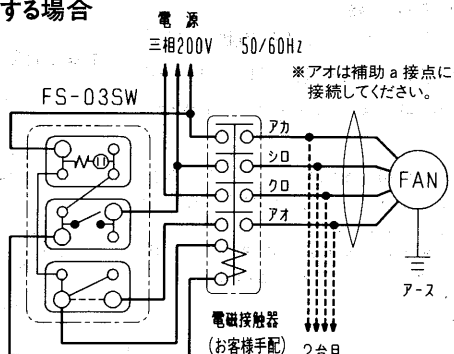 する場合
電 源
三相200V 50/60Hz
※アオは補助a接点に
接続してください。
FS-03SW
アカ
シロ
クロ
アオ
FAN
アース
電磁接触器
(お客様手配)
2台目